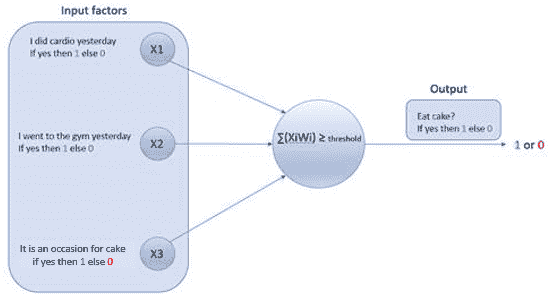 Input factors
I did cardio yesterday
If yes then 1 else 0
X1
I went to the gym yesterday
If yes then 1 else 0
X2
It is an occasion for cake
if yes then 1 else 0
X3
∑(XiWi) ≥ threshold
Output
Eat cake?
If yes then 1 else 0
1 or 0